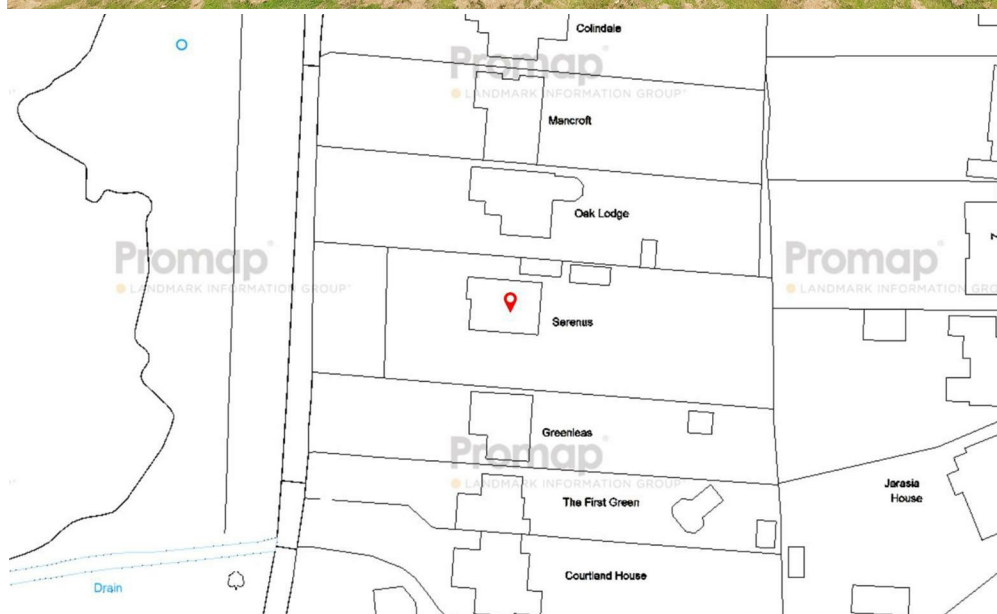 Colindale
Promap
LANDMARK INFORMATION GROUP
Mancroft
Oak Lodge
Promap
LANDMARK INFORMATION GROUP
Promap
LANDMARK INFORMATION GRO
Z
Serenus
Greenleas
Promap
LANDMARK INFORMATION GROUP
Jarasia
House
The First Green
Courtland House
Drain